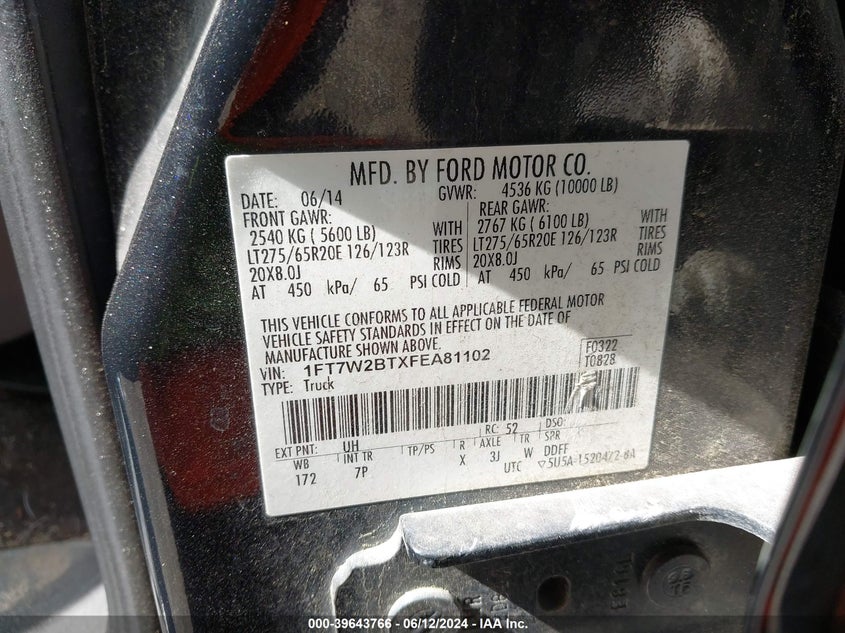 MFD. BY FORD MOTOR CO.
DATE: 06/14 GVWR: 4536 KG (10000 LB)
FRONT GAWR: REAR GAWR:
2540 KG ( 5600 LB) WITH 2767 KG ( 6100 LB) WITH
LT275/65R20E 126/123R TIRES LT275/65R20E 126/123R TIRES
20X8.0J RIMS 20X8.0J RIMS
AT 450 kPa/ 65 PSI COLD AT 450 kPa/ 65 PSI COLD
THIS VEHICLE CONFORMS TO ALL APPLICABLE FEDERAL MOTOR
VEHICLE SAFETY STANDARDS IN EFFECT ON THE DATE OF
MANUFACTURE SHOWN ABOVE.
VIN: 1FT7W2BTXFEA81102 F0322
TYPE: Truck T0828
EXT PNT: UH RC: 52 DSO:
WB INT TR TP/PS R AXLE TR SPR
172 7P X 3J W DDFF
UTC ▽5U5A-1520472-BA
000-39643766 - 06/12/2024 - IAAI.com